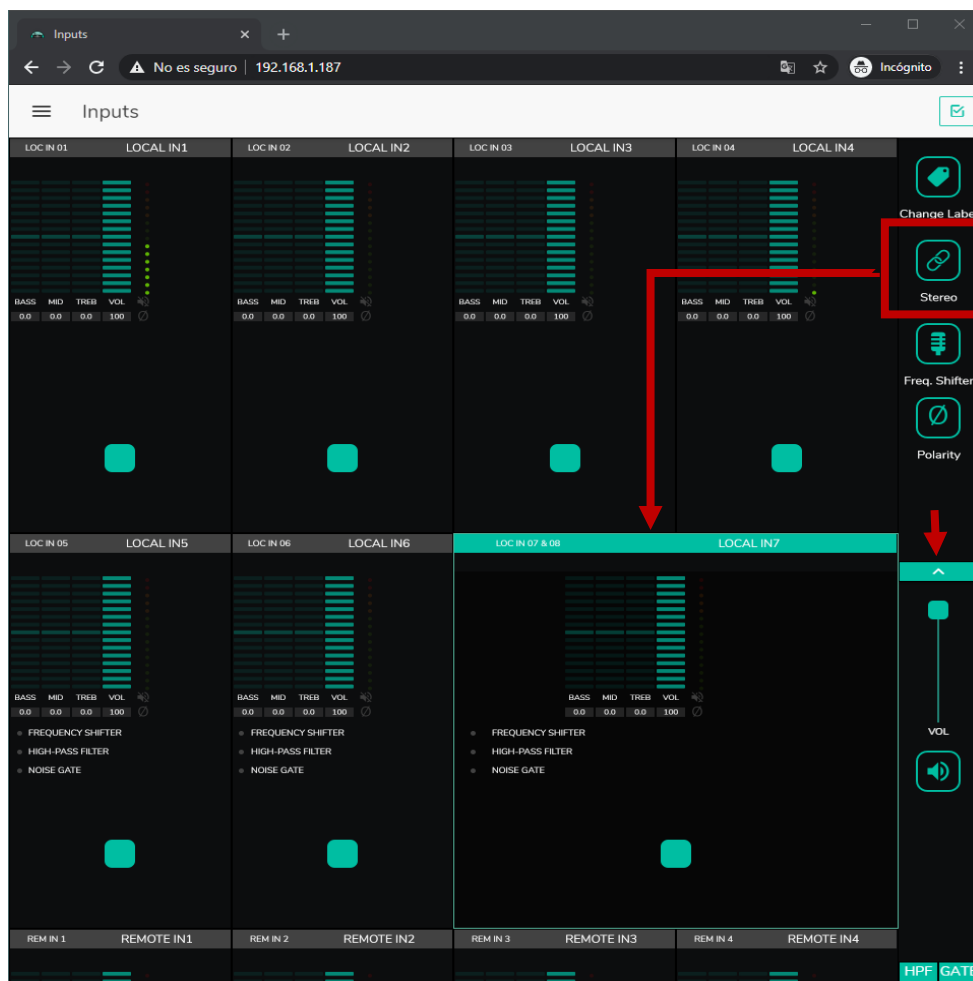 Inputs
No es seguro | 192.168.1.187
Incógnito
Inputs
LOC IN 01 LOCAL IN1 LOC IN 02 LOCAL IN2 LOC IN 03 LOCAL IN3 LOC IN 04 LOCAL IN4
Change Labe
Stereo
Freq. Shifter
Polarity
BASS MID TREB VOL BASS MID TREB VOL BASS MID TREB VOL BASS MID TREB VOL
0.0 0.0 0.0 100 0.0 0.0 0.0 100 0.0 0.0 0.0 100 0.0 0.0 0.0 100
LOC IN 05 LOCAL IN5 LOC IN 06 LOCAL IN6 LOC IN 07 & 08 LOCAL IN7
BASS MID TREB VOL BASS MID TREB VOL BASS MID TREB VOL
0.0 0.0 0.0 100 0.0 0.0 0.0 100 0.0 0.0 0.0 100
FREQUENCY SHIFTER FREQUENCY SHIFTER FREQUENCY SHIFTER
HIGH-PASS FILTER HIGH-PASS FILTER HIGH-PASS FILTER
NOISE GATE NOISE GATE NOISE GATE
VOL
REM IN 1 REMOTE IN1 REM IN 2 REMOTE IN2 REM IN 3 REMOTE IN3 REM IN 4 REMOTE IN4
HPF GATE